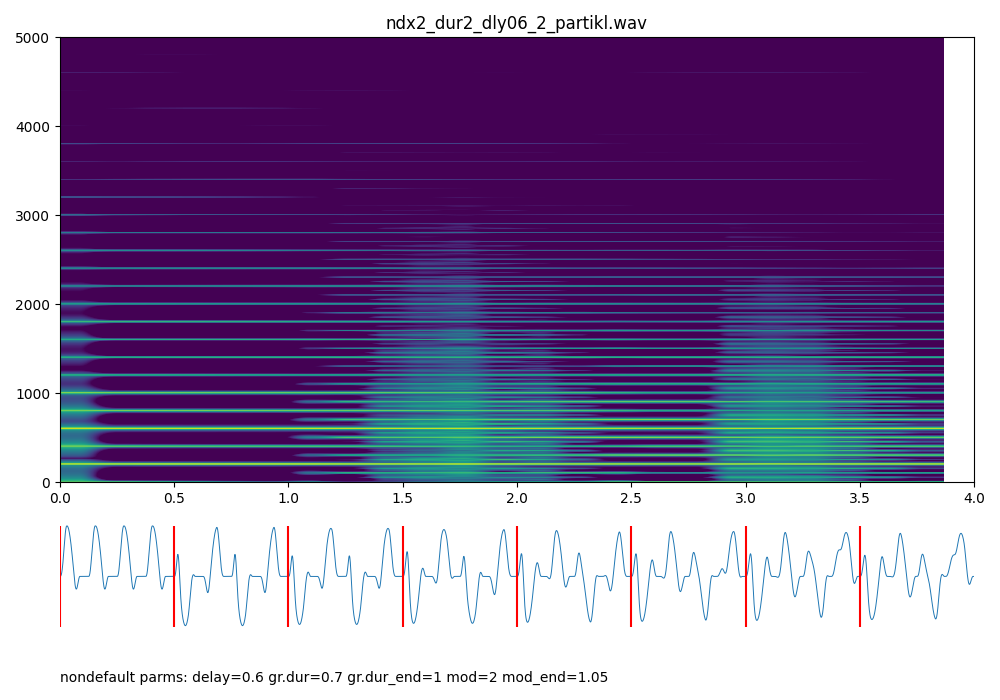 ndx2_dur2_dly06_2_partikl.wav
5000
4000
3000
2000
1000
0
0.0 0.5 1.0 1.5 2.0 2.5 3.0 3.5 4.0
nondefault parms: delay=0.6 gr.dur=0.7 gr.dur_end=1 mod=2 mod_end=1.05